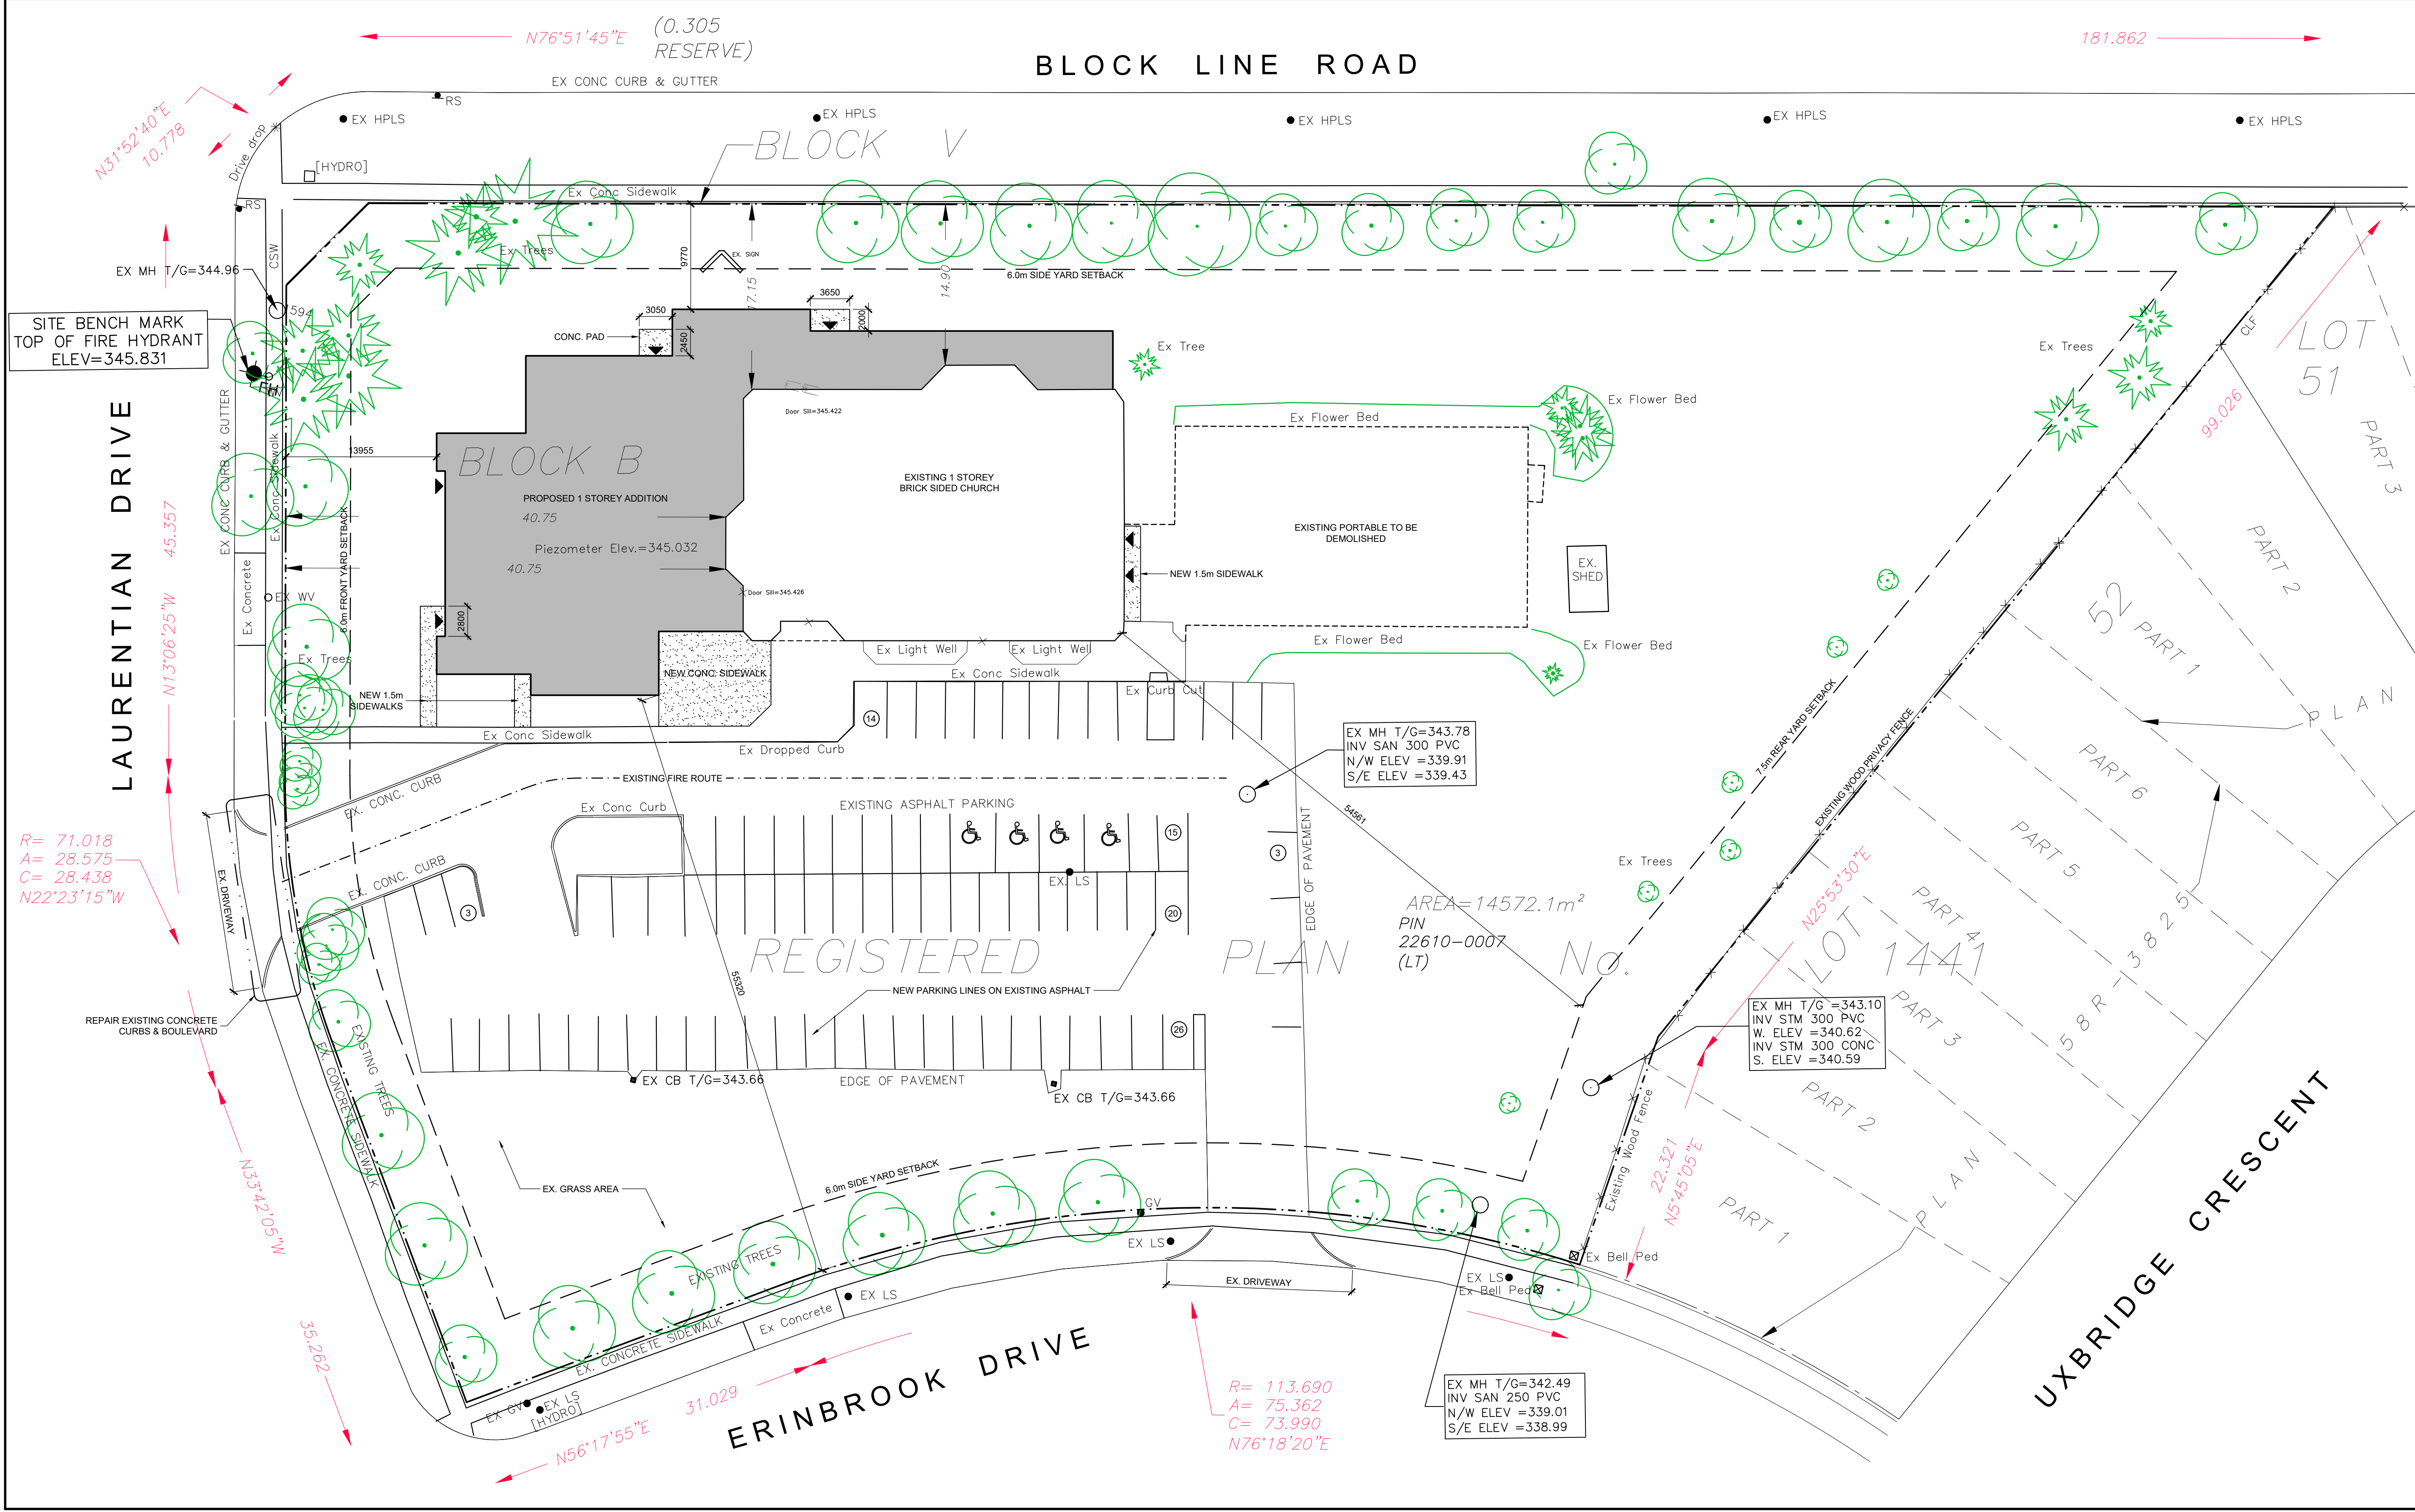 N76°51'45"E
(0.305
RESERVE)
181.862
BLOCK LINE ROAD
EX CONC CURB & GUTTER
RS
EX HPLS
EX HPLS
EX HPLS
EX HPLS
EX HPLS
N31°52'40"E
10.778
Drive drop
[HYDRO]
BLOCK V
Ex Conc Sidewalk
RS
CSW
Ex Trees
EX. SIGN
9770
17.15
14.90
6.0m SIDE YARD SETBACK
EX MH T/G=344.96
594
SITE BENCH MARK
TOP OF FIRE HYDRANT
ELEV=345.831
3050
3650
2000
2450
CONC. PAD
Ex Tree
Ex Trees
CLF
LOT
51
99.026
PART 3
LAURENTIAN DRIVE
EX CONC CURB & GUTTER
Ex Conc Sidewalk
Door Sill=345.422
Ex Flower Bed
Ex Flower Bed
13955
BLOCK B
PROPOSED 1 STOREY ADDITION
40.75
Piezometer Elev.=345.032
40.75
EXISTING 1 STOREY
BRICK SIDED CHURCH
EXISTING PORTABLE TO BE
DEMOLISHED
EX.
SHED
PART 2
N13°06'25"W 45.357
6.0m FRONT YARD SETBACK
Ex Concrete
EX WV
NEW 1.5m SIDEWALK
Door Sill=345.426
2800
52
PART 1
PLAN
Ex Trees
Ex Light Well
Ex Light Well
Ex Flower Bed
Ex Flower Bed
NEW CONC. SIDEWALK
Ex Conc Sidewalk
Ex Curb Cut
NEW 1.5m
SIDEWALKS
14
Ex Conc Sidewalk
Ex Dropped Curb
7.5m REAR YARD SETBACK
EXISTING WOOD PRIVACY FENCE
EX MH T/G=343.78
INV SAN 300 PVC
N/W ELEV =339.91
S/E ELEV =339.43
PART 6
EX. CONC. CURB
EXISTING FIRE ROUTE
Ex Conc Curb
EXISTING ASPHALT PARKING
54561
15
3
EDGE OF PAVEMENT
PART 5
R= 71.018
A= 28.575
C= 28.438
N22°23'15"W
EX. DRIVEWAY
EX. CONC. CURB
3
EX. LS
20
Ex Trees
N25°53'30"E
PART 4
AREA=14572.1m²
PIN
22610-0007
(LT)
REGISTERED PLAN No. 1441
LOT
58R-3825
55320
NEW PARKING LINES ON EXISTING ASPHALT
REPAIR EXISTING CONCRETE
CURBS & BOULEVARD
26
EX MH T/G =343.10
INV STM 300 PVC
W. ELEV =340.62
INV STM 300 CONC
S. ELEV =340.59
PART 3
EXISTING TREES
EX. CONCRETE SIDEWALK
EX CB T/G=343.66
EDGE OF PAVEMENT
EX CB T/G=343.66
PART 2
Existing Wood Fence
22.321
N5°45'05"E
N33°42'05"W
35.262
EX. GRASS AREA
6.0m SIDE YARD SETBACK
PART 1
PLAN
UXBRIDGE CRESCENT
GV
EX LS
EXISTING TREES
EX. DRIVEWAY
Ex Bell Ped
EX LS
Ex Bell Ped
EX LS
Ex Concrete
EX. CONCRETE SIDEWALK
EX GV
EX LS
[HYDRO]
N56°17'55"E 31.029
ERINBROOK DRIVE
R= 113.690
A= 75.362
C= 73.990
N76°18'20"E
EX MH T/G=342.49
INV SAN 250 PVC
N/W ELEV =339.01
S/E ELEV =338.99